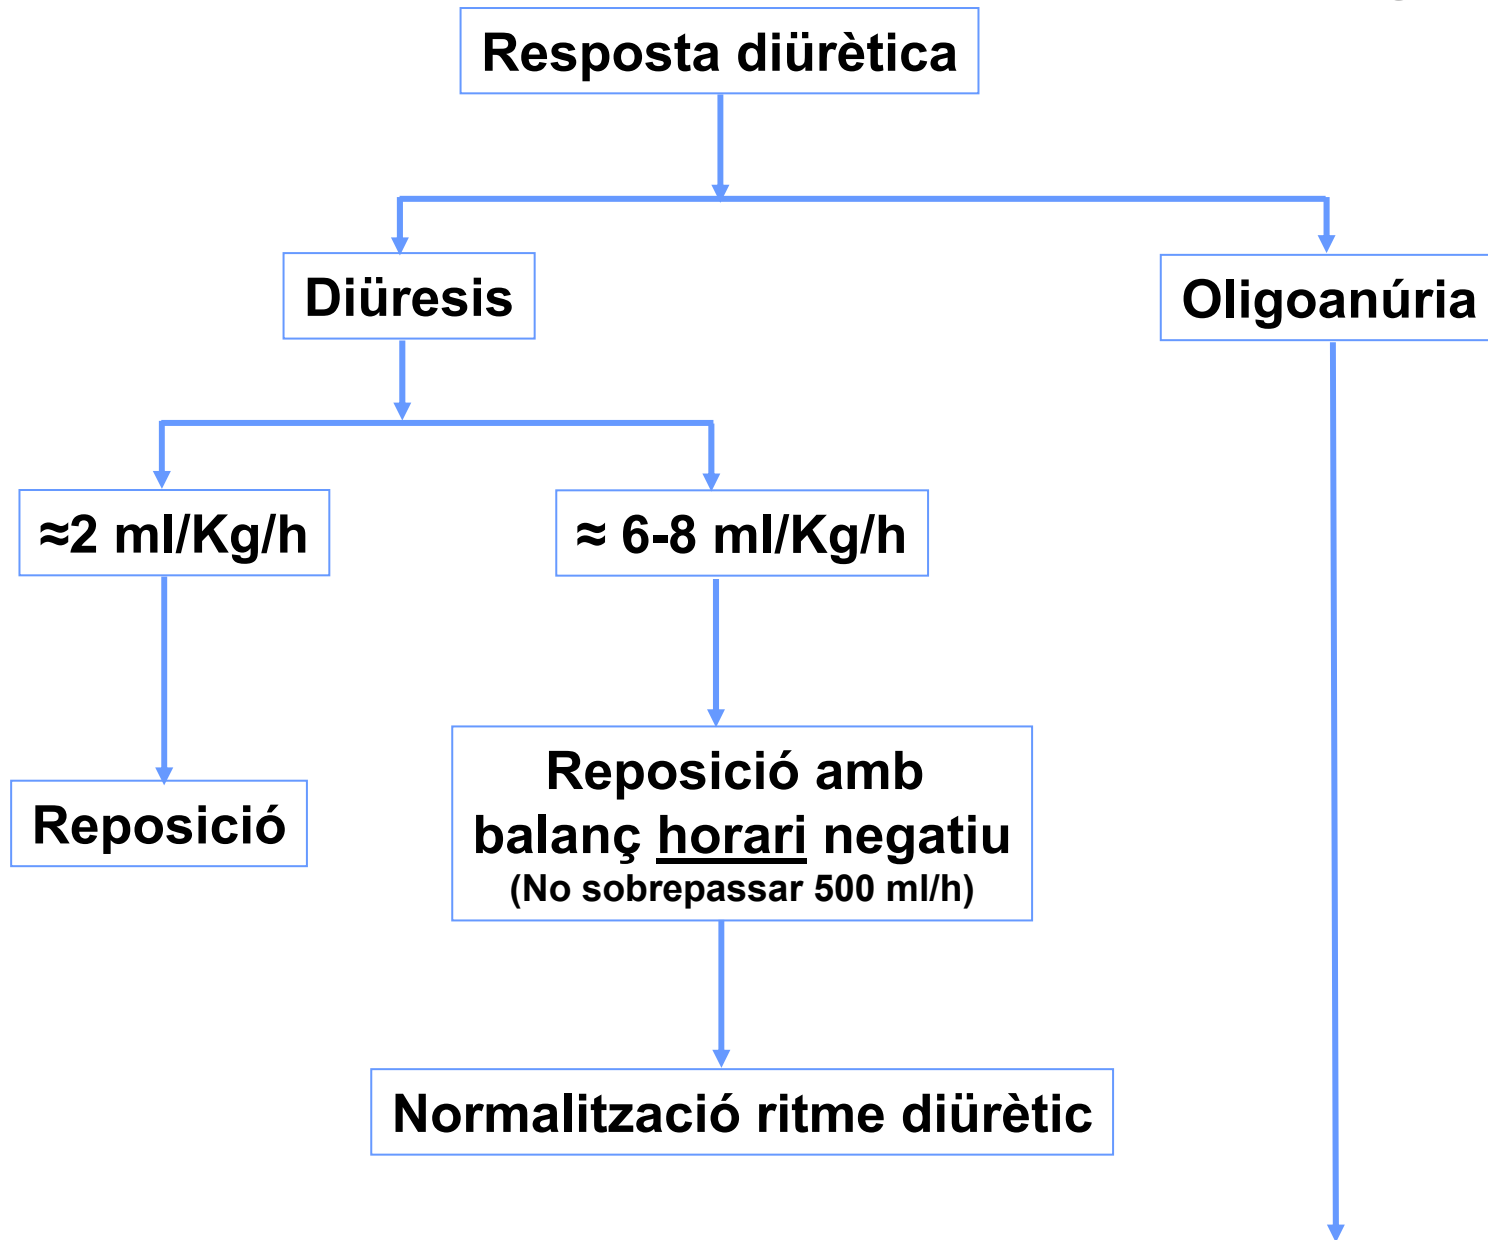 Resposta diürètica
Diüresis
Oligoanúria
≈2 ml/Kg/h
≈ 6-8 ml/Kg/h
Reposició
Reposició amb
balanç horari negatiu
(No sobrepassar 500 ml/h)
Normalització ritme diürètic